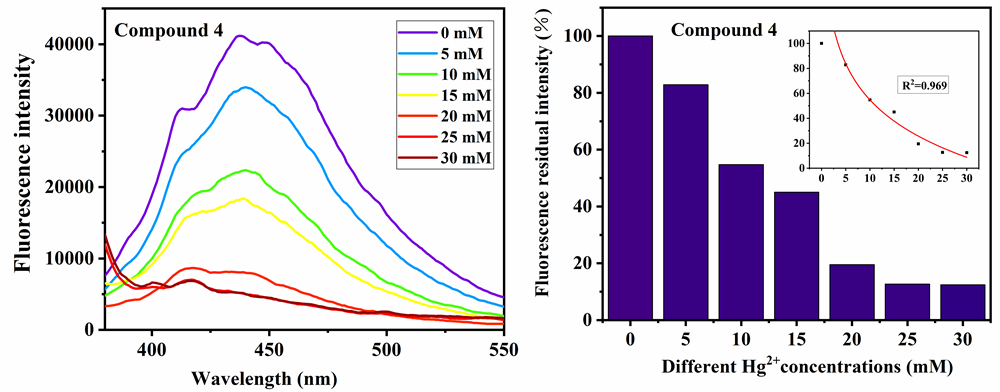 Compound 4
0 mM
5 mM
10 mM
15 mM
20 mM
25 mM
30 mM
40000
30000
20000
10000
0
Fluorescence intensity
400
450
500
550
Wavelength (nm)
Compound 4
100
80
60
40
20
0
Fluorescence residual intensity (%)
0
5
10
15
20
25
30
Different Hg²⁺concentrations (mM)
100
80
60
40
20
0
R²=0.969
0
5
10
15
20
25
30